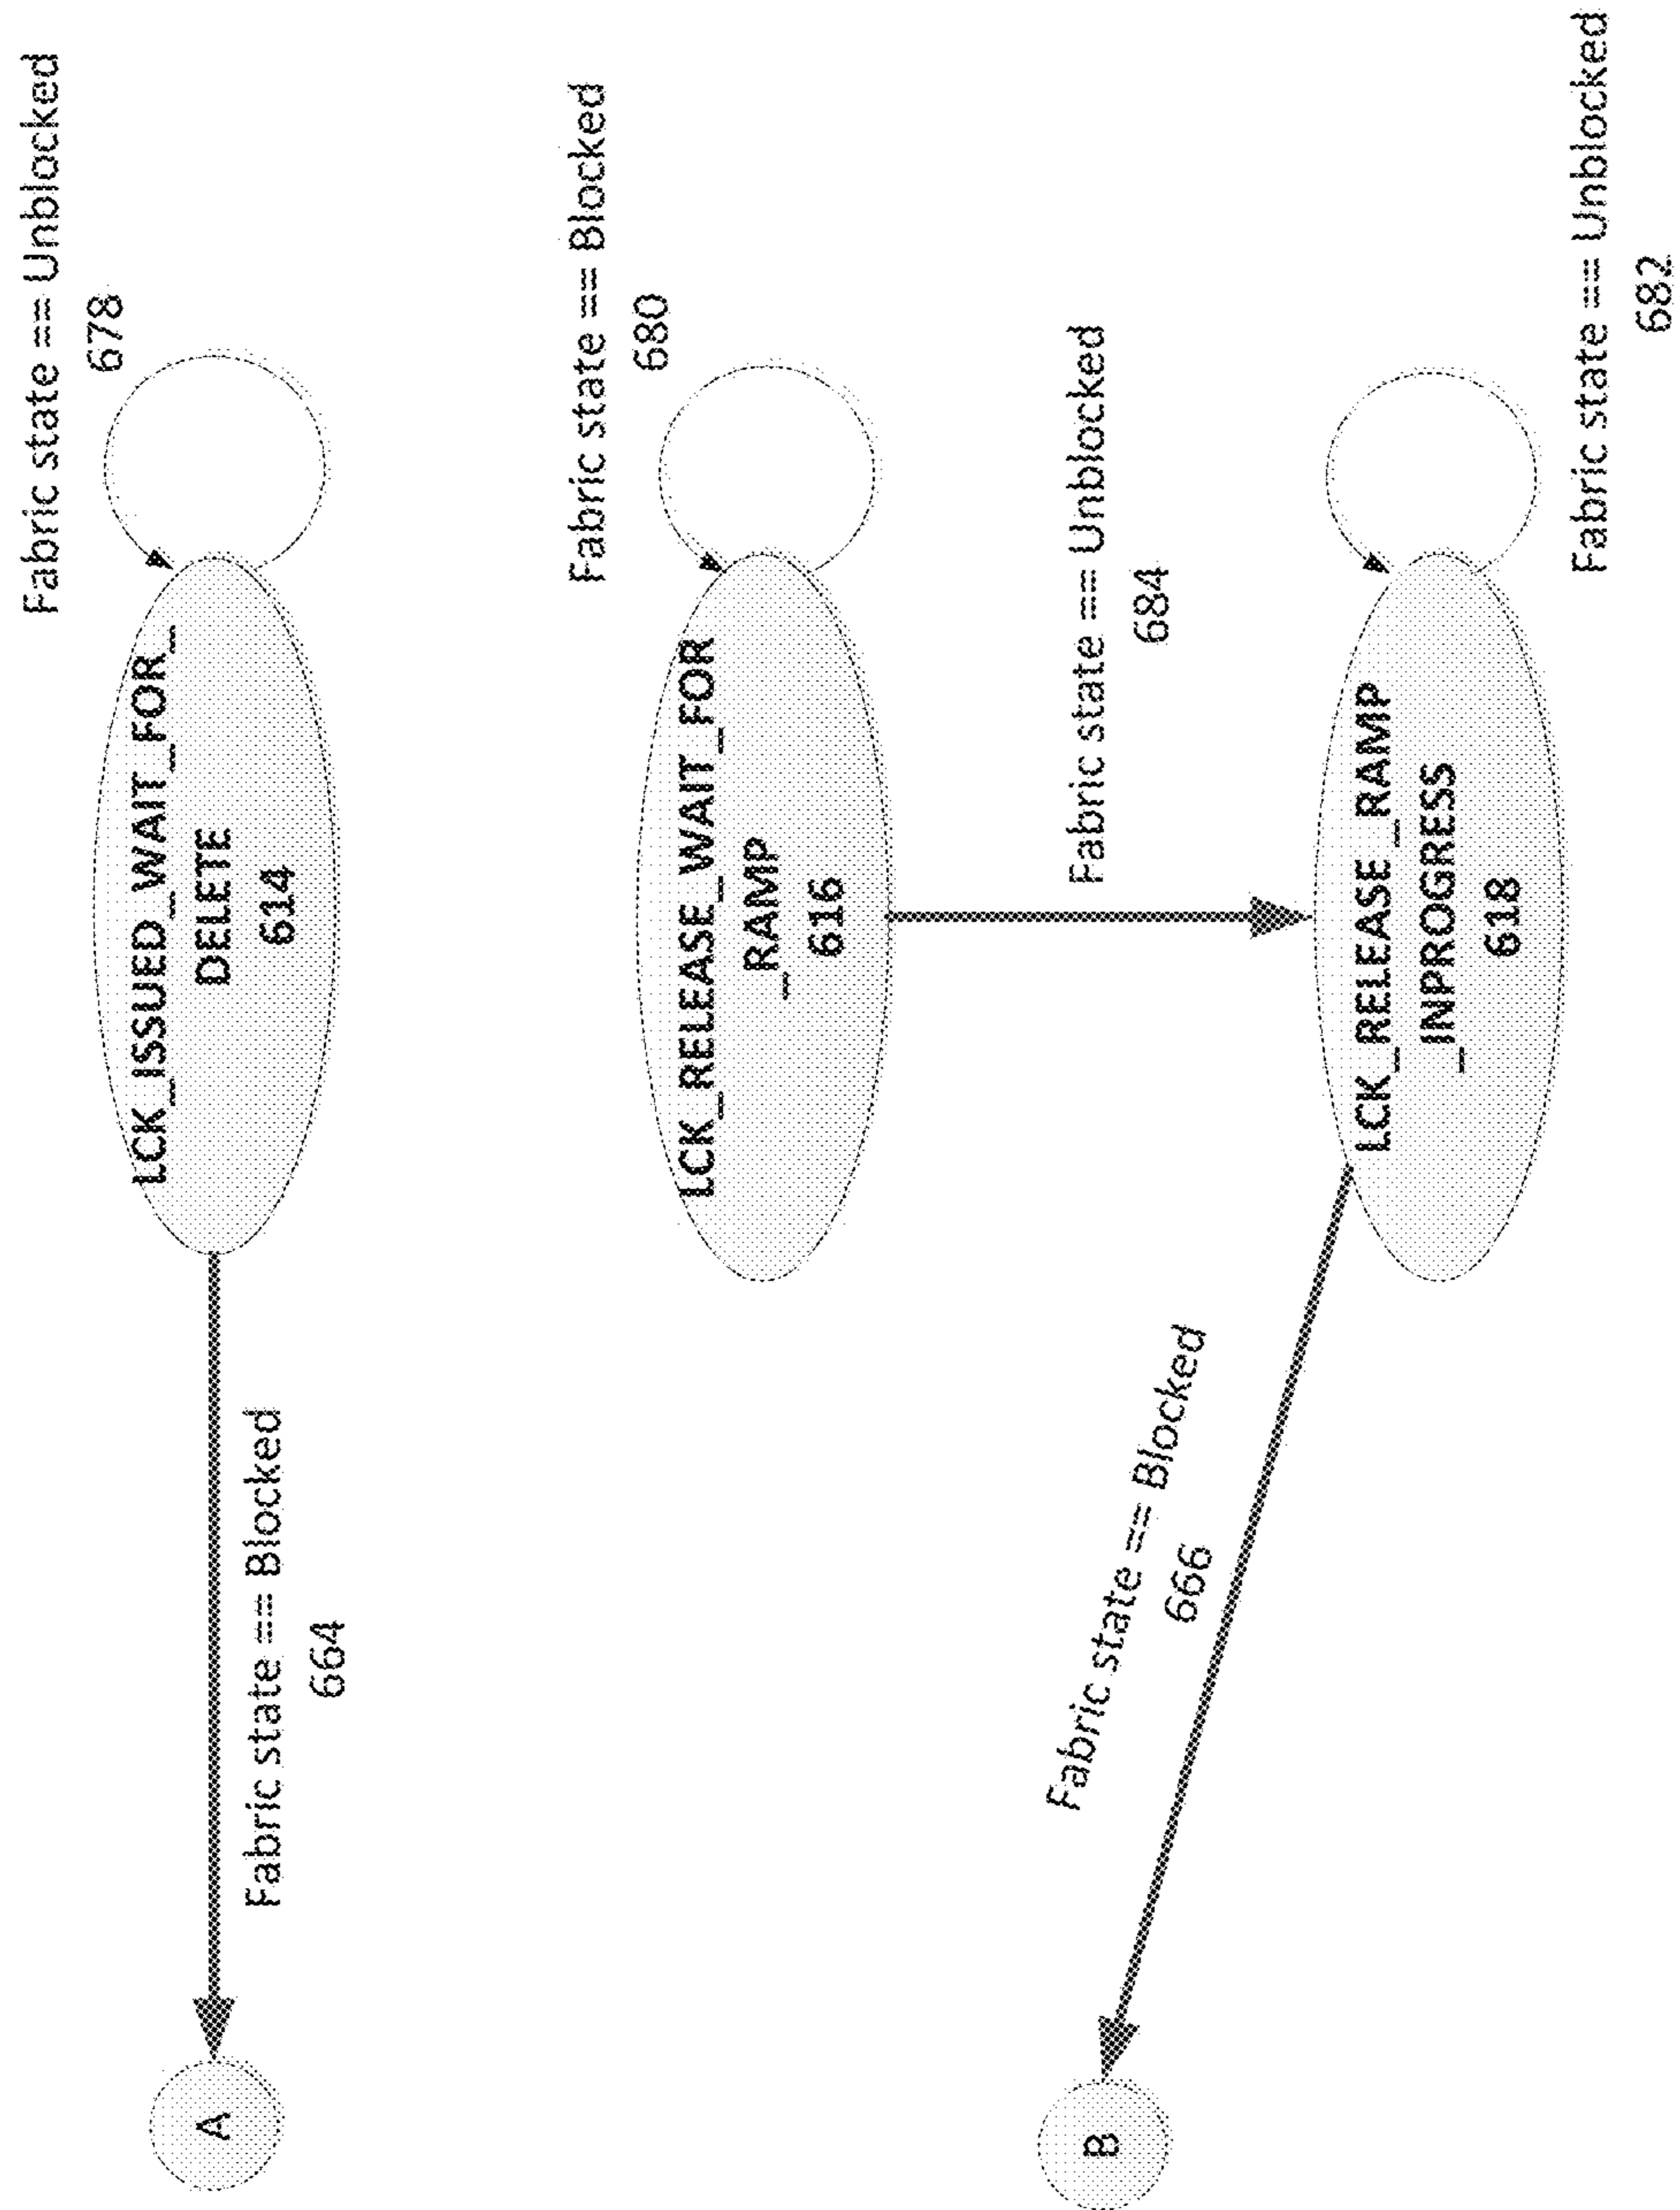 Fabric state == Unblocked
678
LCK_ISSUED_WAIT_FOR_
DELETE
614
Fabric state == Blocked
664
A
Fabric state == Blocked
680
LCK_RELEASE_WAIT_FOR
_RAMP
616
Fabric state == Unblocked
684
Fabric state == Blocked
666
B
LCK_RELEASE_RAMP
_INPROGRESS
618
Fabric state == Unblocked
682